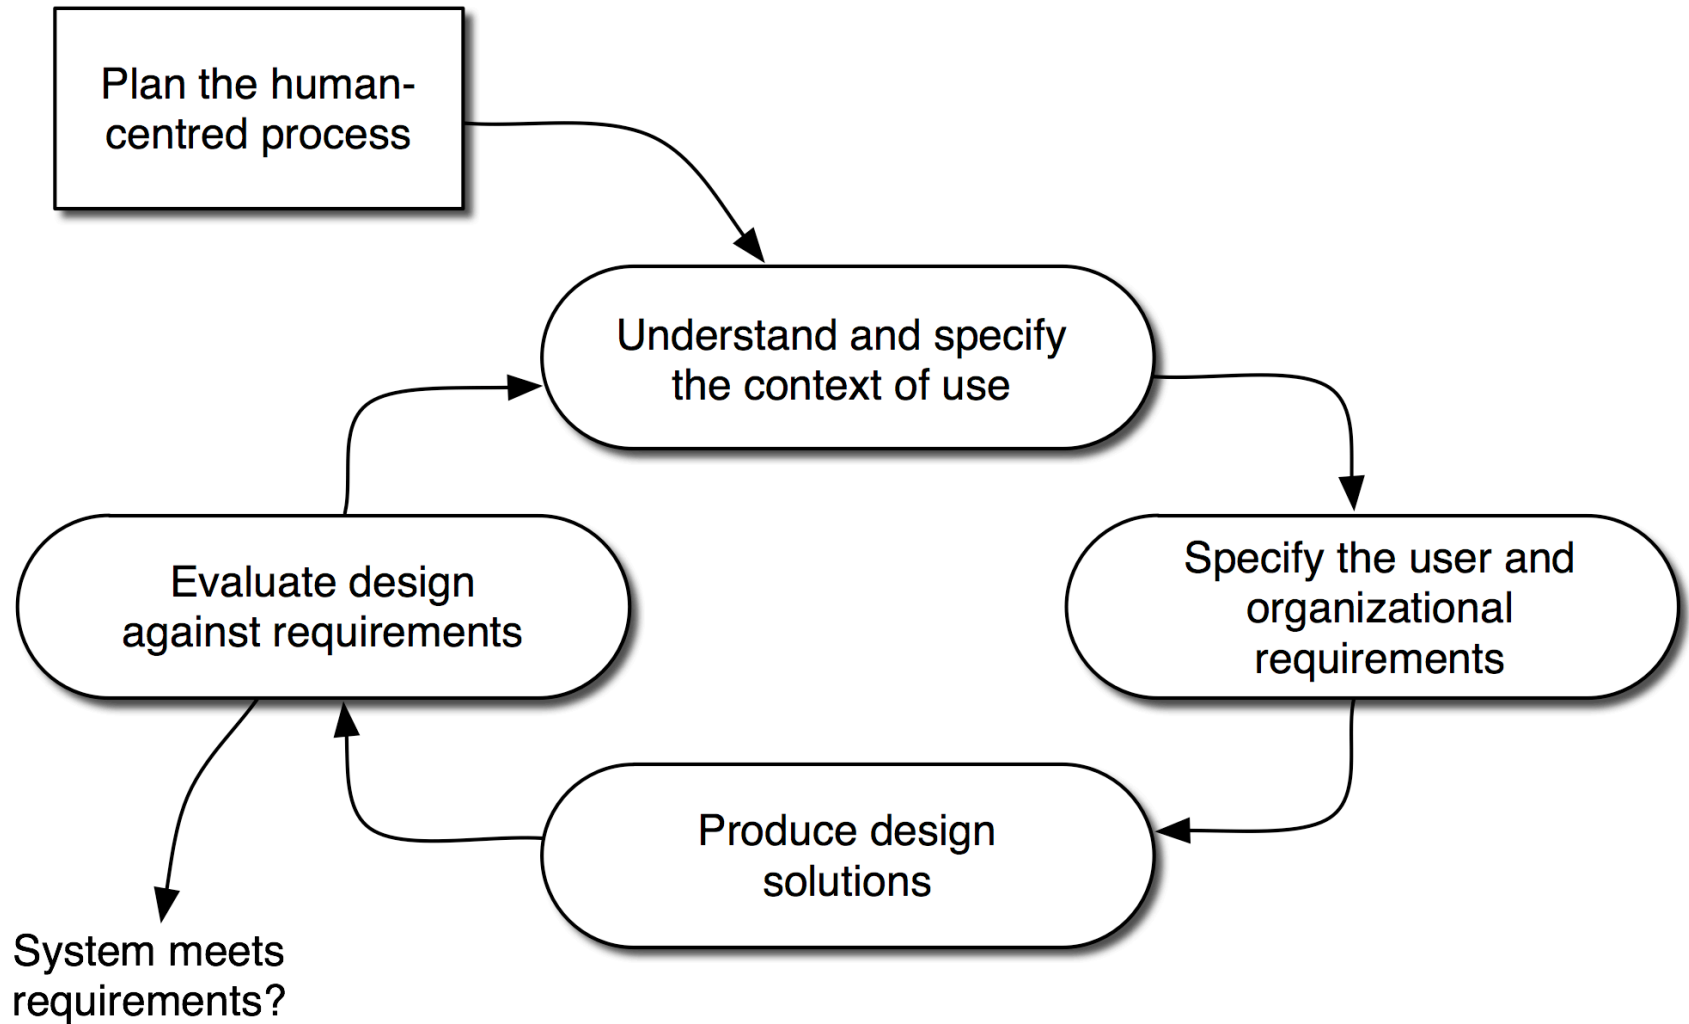 Plan the human-
centred process
Understand and specify
the context of use
Specify the user and
organizational
requirements
Produce design
solutions
Evaluate design
against requirements
System meets
requirements?